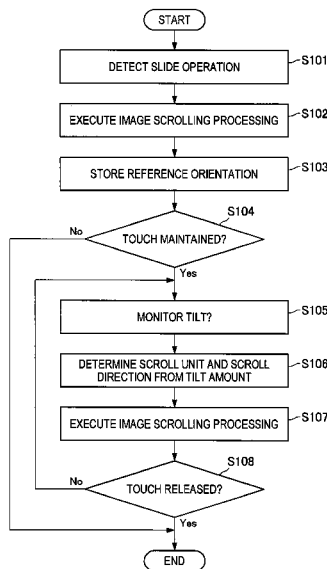 START
DETECT SLIDE OPERATION
S101
EXECUTE IMAGE SCROLLING PROCESSING
S102
STORE REFERENCE ORIENTATION
S103
S104
No
TOUCH MAINTAINED?
Yes
MONITOR TILT?
S105
DETERMINE SCROLL UNIT AND SCROLL
DIRECTION FROM TILT AMOUNT
S106
EXECUTE IMAGE SCROLLING PROCESSING
S107
S108
No
TOUCH RELEASED?
Yes
END